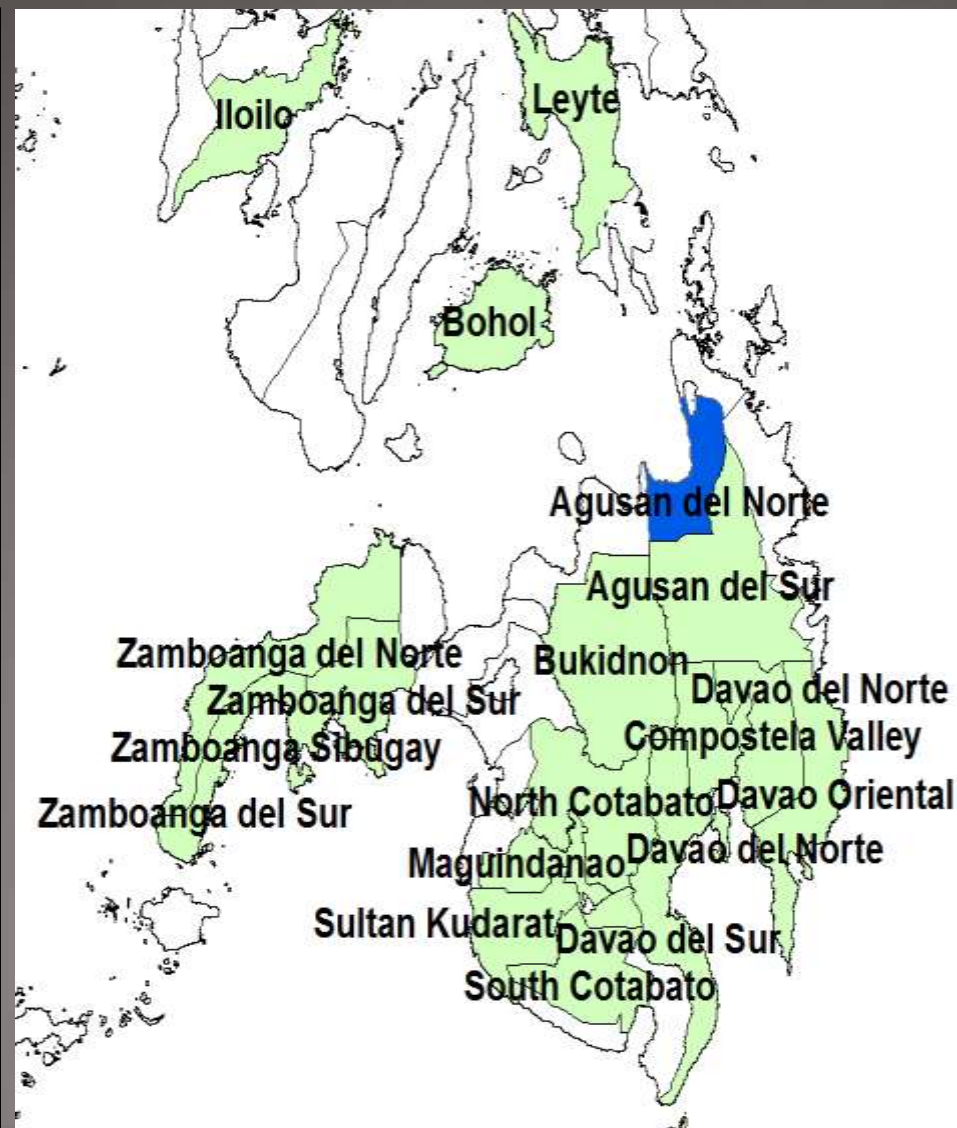 Leyte
Iloilo
Bohol
Agusan del Norte
Agusan del Sur
Zamboanga del Norte
Bukidnon
Davao del Norte
Zamboanga del Sur
Compostela Valley
Zamboanga Sibugay
North Cotabato
Davao Oriental
Zamboanga del Sur
Davao del Norte
Maguindanao
Sultan Kudarat
Davao del Sur
South Cotabato